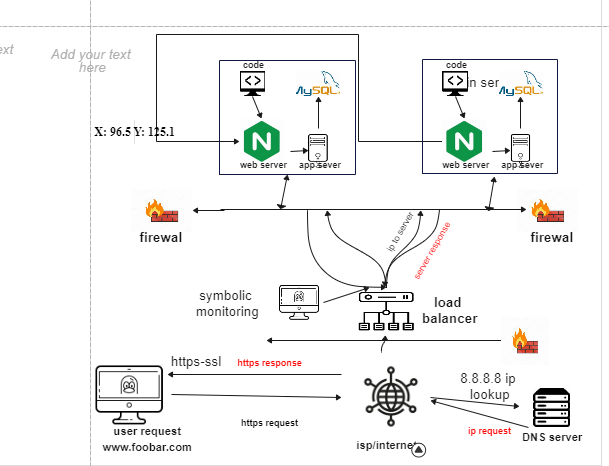 ext
Add your text
here
code
MySQL
web server
app sever
X: 96.5 Y: 125.1
code
n ser
MySQL
web server
app sever
firewal
firewall
ip to server
server response
symbolic
monitoring
load
balancer
https-ssl
https response
https request
user request
www.foobar.com
isp/internet
8.8.8.8 ip
lookup
ip request
DNS server